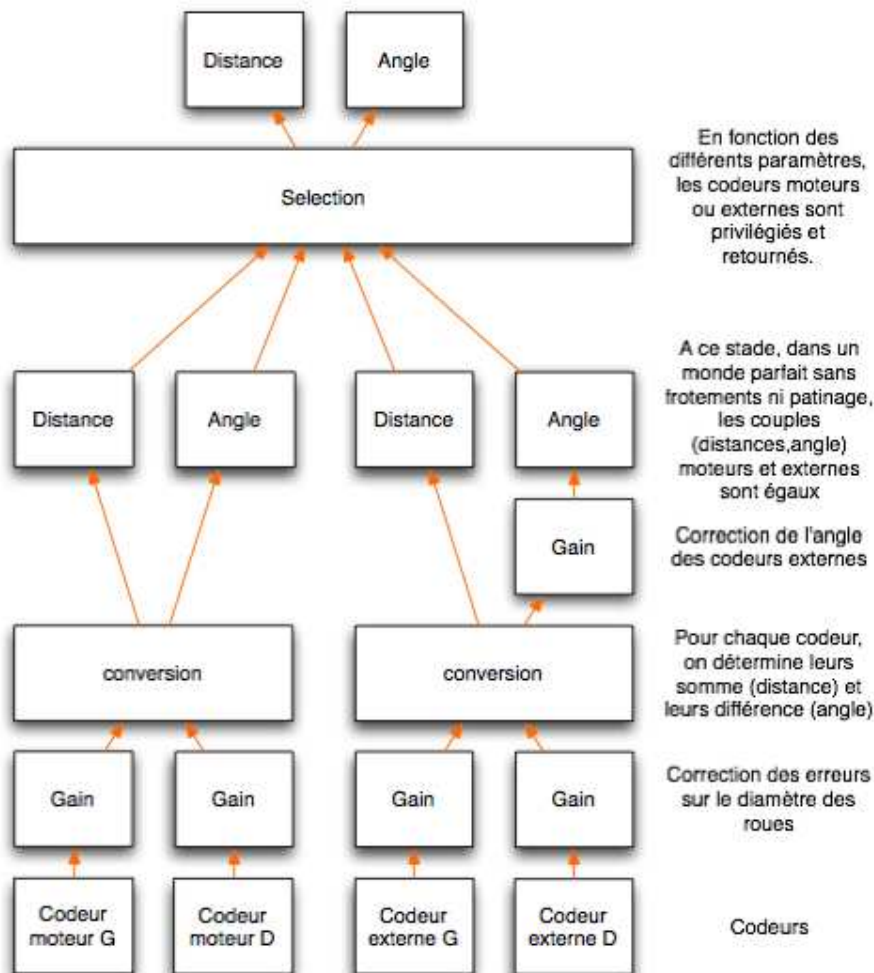 Distance
Angle
Selection
En fonction des
différents paramètres,
les codeurs moteurs
ou externes sont
privilégiés et
retournés.
Distance
Angle
Distance
Angle
A ce stade, dans un
monde parfait sans
frotements ni patinage,
les couples
(distances,angle)
moteurs et externes
sont égaux
Gain
Correction de l'angle
des codeurs externes
conversion
conversion
Pour chaque codeur,
on détermine leurs
somme (distance) et
leurs différence (angle)
Gain
Gain
Gain
Gain
Correction des erreurs
sur le diamètre des
roues
Codeur
moteur G
Codeur
moteur D
Codeur
externe G
Codeur
externe D
Codeurs